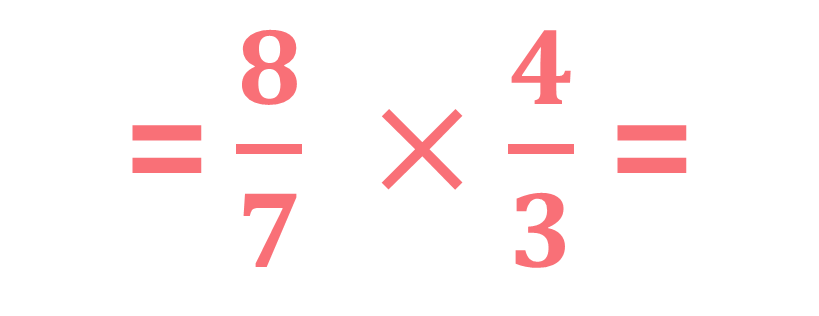 = 8/7 × 4/3 =